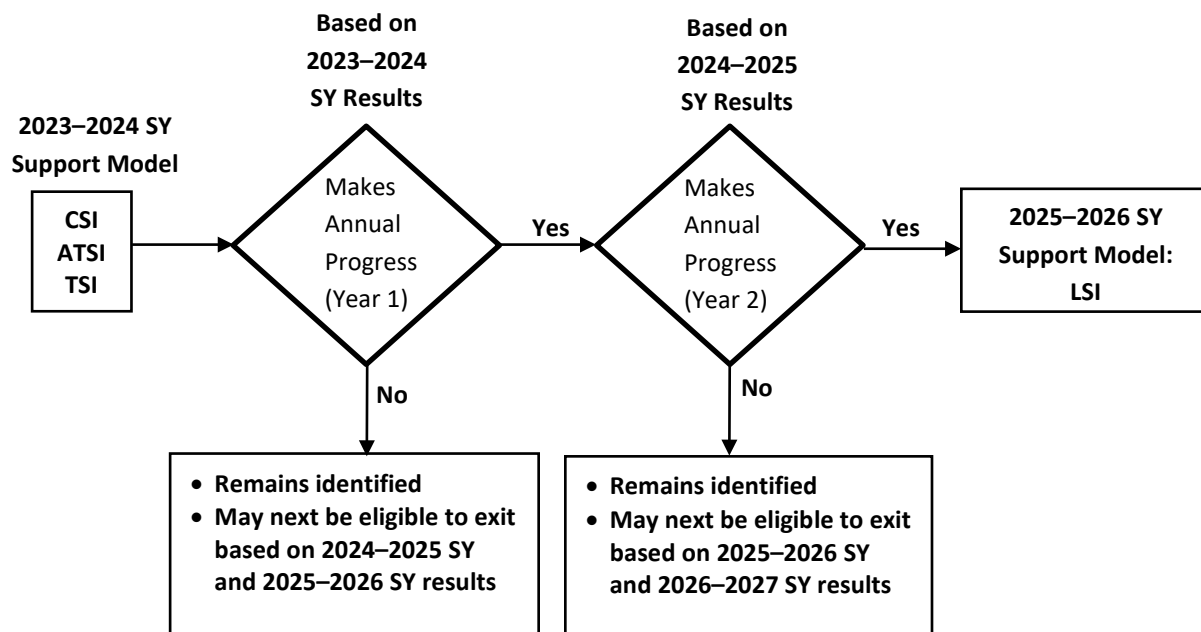 Based on
2023–2024
SY Results
Based on
2024–2025
SY Results
2023–2024 SY
Support Model
CSI
ATSI
TSI
Makes
Annual
Progress
(Year 1)
Yes
Makes
Annual
Progress
(Year 2)
Yes
2025–2026 SY
Support Model:
LSI
No
No
• Remains identified
• May next be eligible to exit
based on 2024–2025 SY
and 2025–2026 SY results
• Remains identified
• May next be eligible to exit
based on 2025–2026 SY
and 2026–2027 SY results